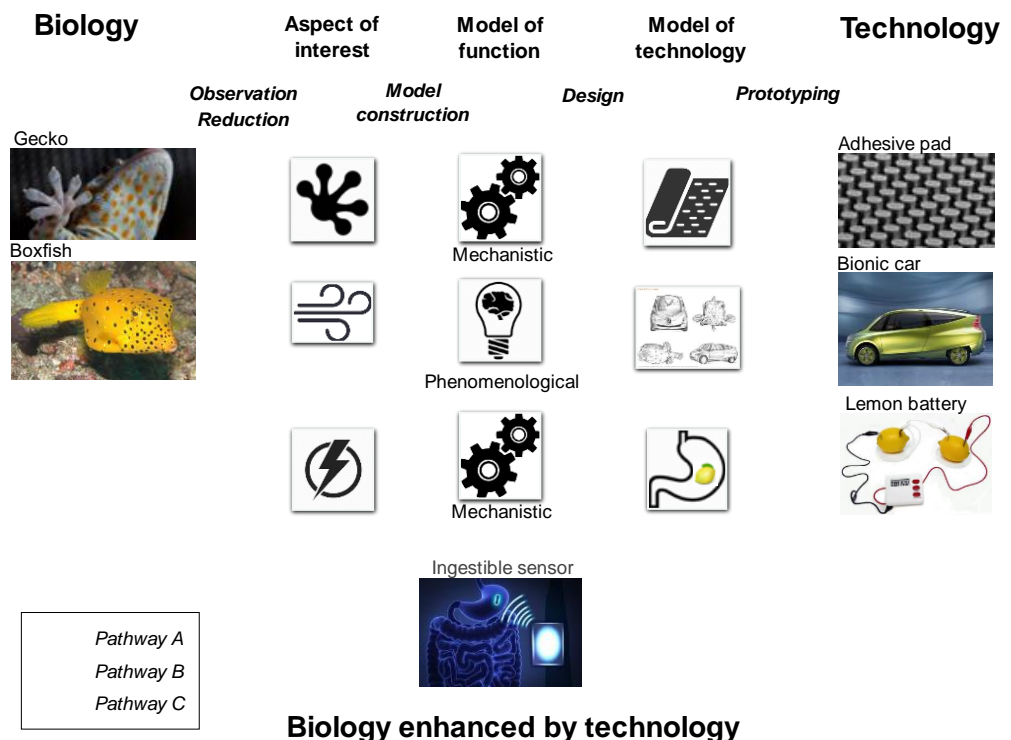 Biology
Aspect of
interest
Model of
function
Model of
technology
Technology
Observation
Reduction
Model
construction
Design
Prototyping
Gecko
Adhesive pad
Mechanistic
Boxfish
Bionic car
Phenomenological
Lemon battery
Mechanistic
Ingestible sensor
Pathway A
Pathway B
Pathway C
Biology enhanced by technology